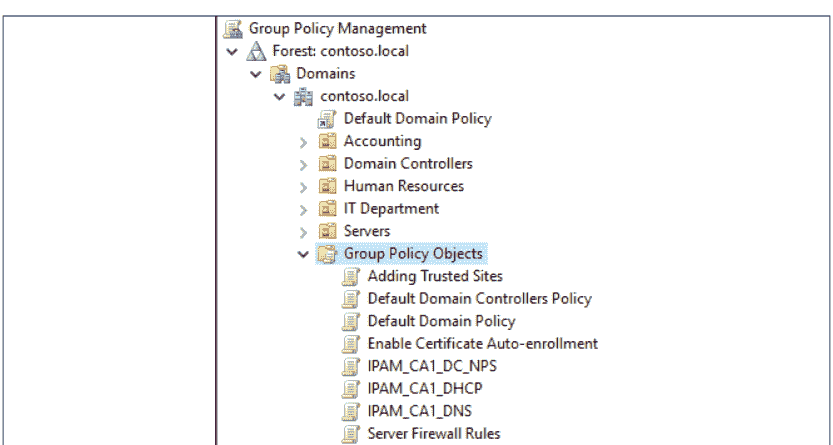 Group Policy Management
Forest: contoso.local
Domains
contoso.local
Default Domain Policy
Accounting
Domain Controllers
Human Resources
IT Department
Servers
Group Policy Objects
Adding Trusted Sites
Default Domain Controllers Policy
Default Domain Policy
Enable Certificate Auto-enrollment
IPAM_CA1_DC_NPS
IPAM_CA1_DHCP
IPAM_CA1_DNS
Server Firewall Rules